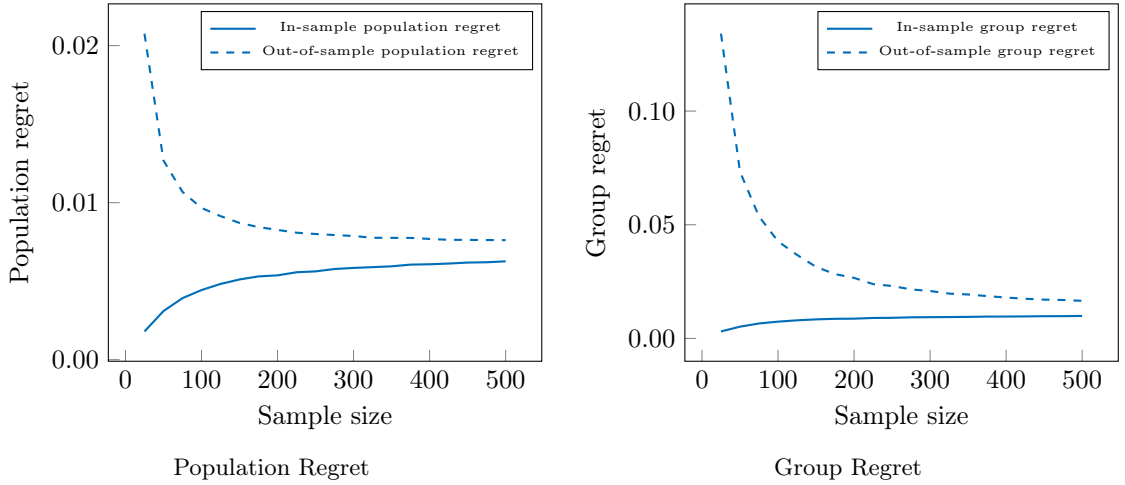 In-sample population regret
Out-of-sample population regret
0.02
0.01
0.00
Population regret
0 100 200 300 400 500
Sample size
Population Regret
In-sample group regret
Out-of-sample group regret
0.10
0.05
0.00
Group regret
0 100 200 300 400 500
Sample size
Group Regret